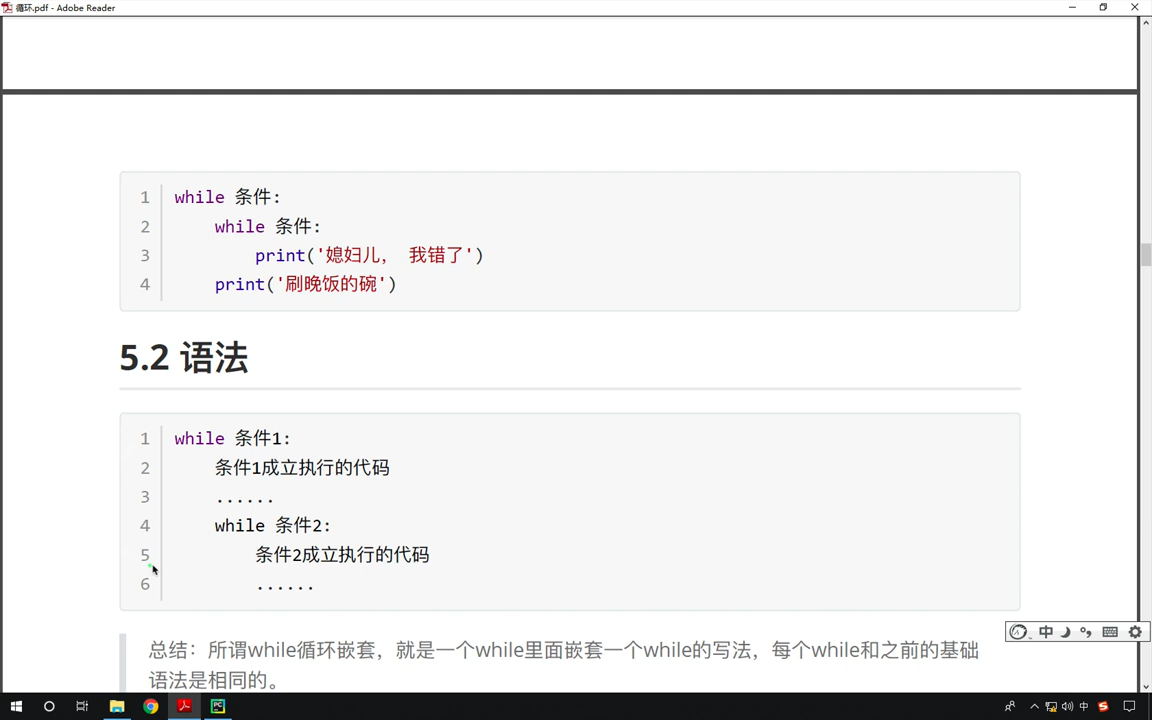 循环.pdf - Adobe Reader
1 while 条件:
2 while 条件:
3 print('媳妇儿， 我错了')
4 print('刷晚饭的碗')
5.2 语法
1 while 条件1:
2 条件1成立执行的代码
3 ......
4 while 条件2:
5 条件2成立执行的代码
6 ......
中
总结：所谓while循环嵌套，就是一个while里面嵌套一个while的写法，每个while和之前的基础
语法是相同的。
中